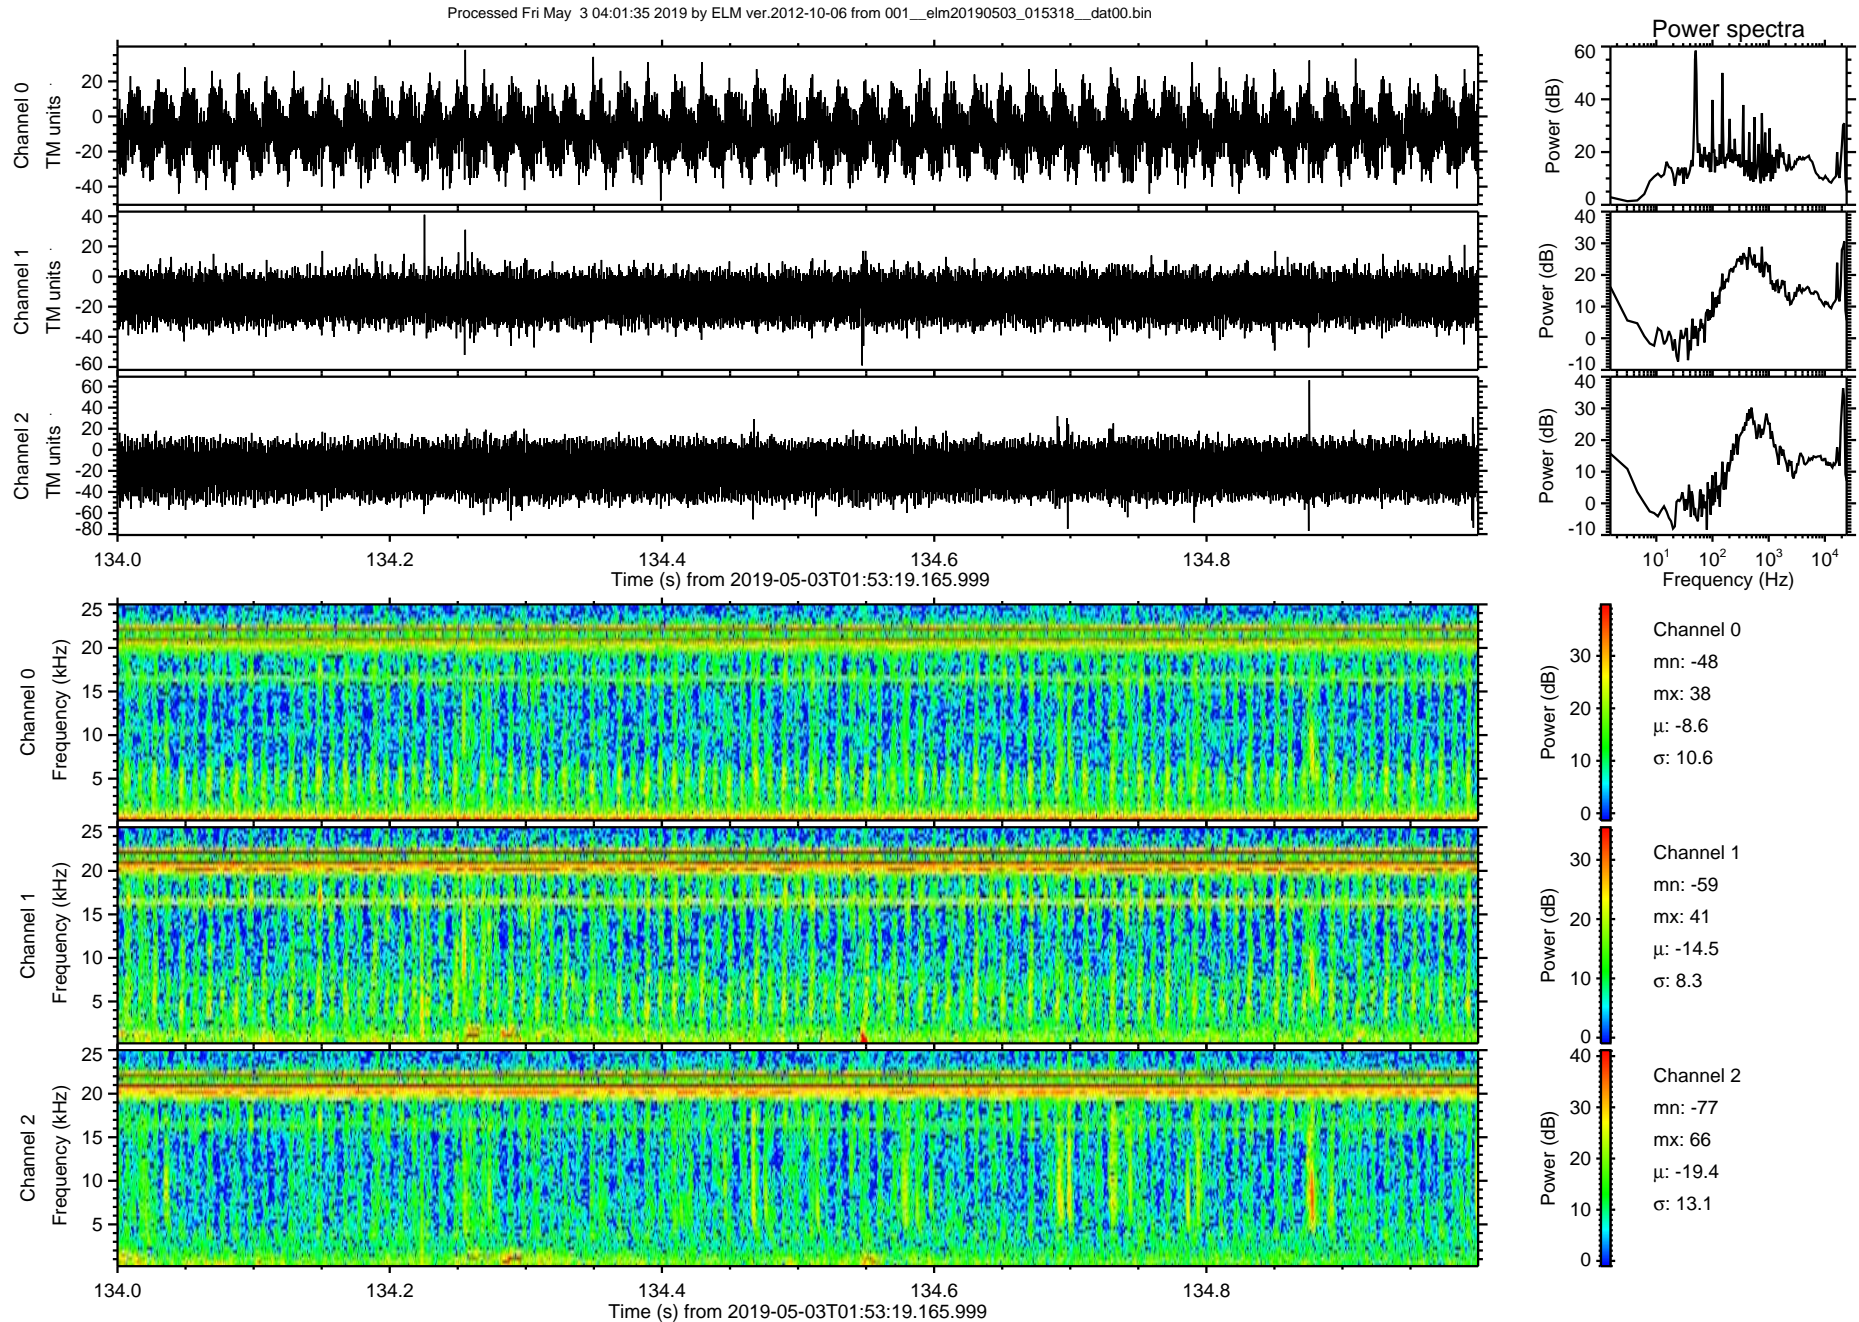 Processed Fri May  3 04:01:35 2019 by ELM ver.2012-10-06 from 001__elm20190503_015318__dat00.bin
Power spectra
Channel 0
TM units
20
0
-20
-40
Power (dB)
60
40
20
0
Channel 1
TM units
40
20
0
-20
-40
-60
Power (dB)
40
30
20
10
0
-10
Channel 2
TM units
60
40
20
0
-20
-40
-60
-80
Power (dB)
40
30
20
10
0
-10
134.0 134.2 134.4 134.6 134.8
Time (s) from 2019-05-03T01:53:19.165.999
10^1 10^2 10^3 10^4
Frequency (Hz)
Channel 0
Frequency (kHz)
25
20
15
10
5
Power (dB)
30
20
10
0
Channel 0
mn: -48
mx: 38
μ: -8.6
σ: 10.6
Channel 1
Frequency (kHz)
25
20
15
10
5
Power (dB)
30
20
10
0
Channel 1
mn: -59
mx: 41
μ: -14.5
σ: 8.3
Channel 2
Frequency (kHz)
25
20
15
10
5
Power (dB)
40
30
20
10
0
Channel 2
mn: -77
mx: 66
μ: -19.4
σ: 13.1
134.0 134.2 134.4 134.6 134.8
Time (s) from 2019-05-03T01:53:19.165.999